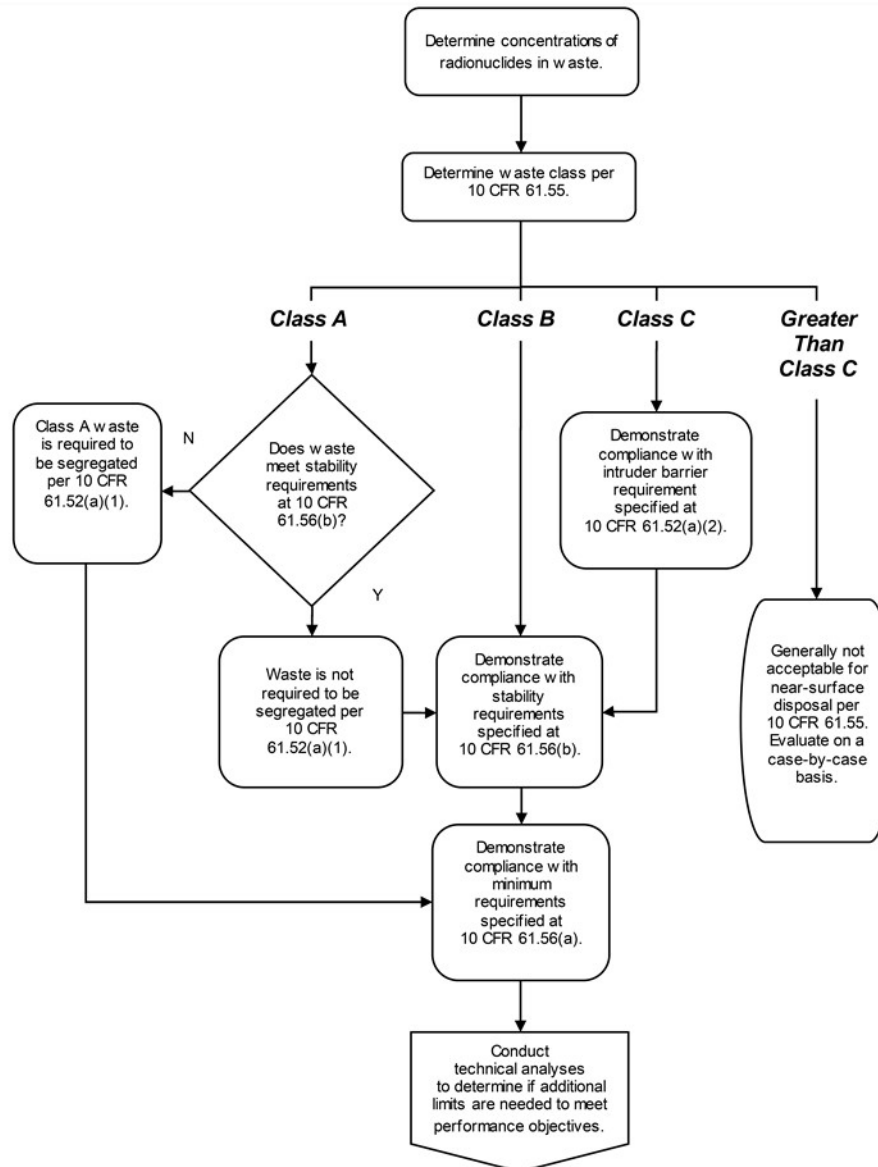 Determine concentrations of
radionuclides in waste.
Determine waste class per
10 CFR 61.55.
Class A
Class B
Class C
Greater
Than
Class C
Class A waste
is required to
be segregated
per 10 CFR
61.52(a)(1).
N
Does waste
meet stability
requirements
at 10 CFR
61.56(b)?
Y
Demonstrate
compliance with
intruder barrier
requirement
specified at
10 CFR 61.52(a)(2).
Waste is not
required to be
segregated per
10 CFR
61.52(a)(1).
Demonstrate
compliance with
stability
requirements
specified at
10 CFR 61.56(b).
Generally not
acceptable for
near-surface
disposal per
10 CFR 61.55.
Evaluate on a
case-by-case
basis.
Demonstrate
compliance with
minimum
requirements
specified at
10 CFR 61.56(a).
Conduct
technical analyses
to determine if additional
limits are needed to meet
performance objectives.